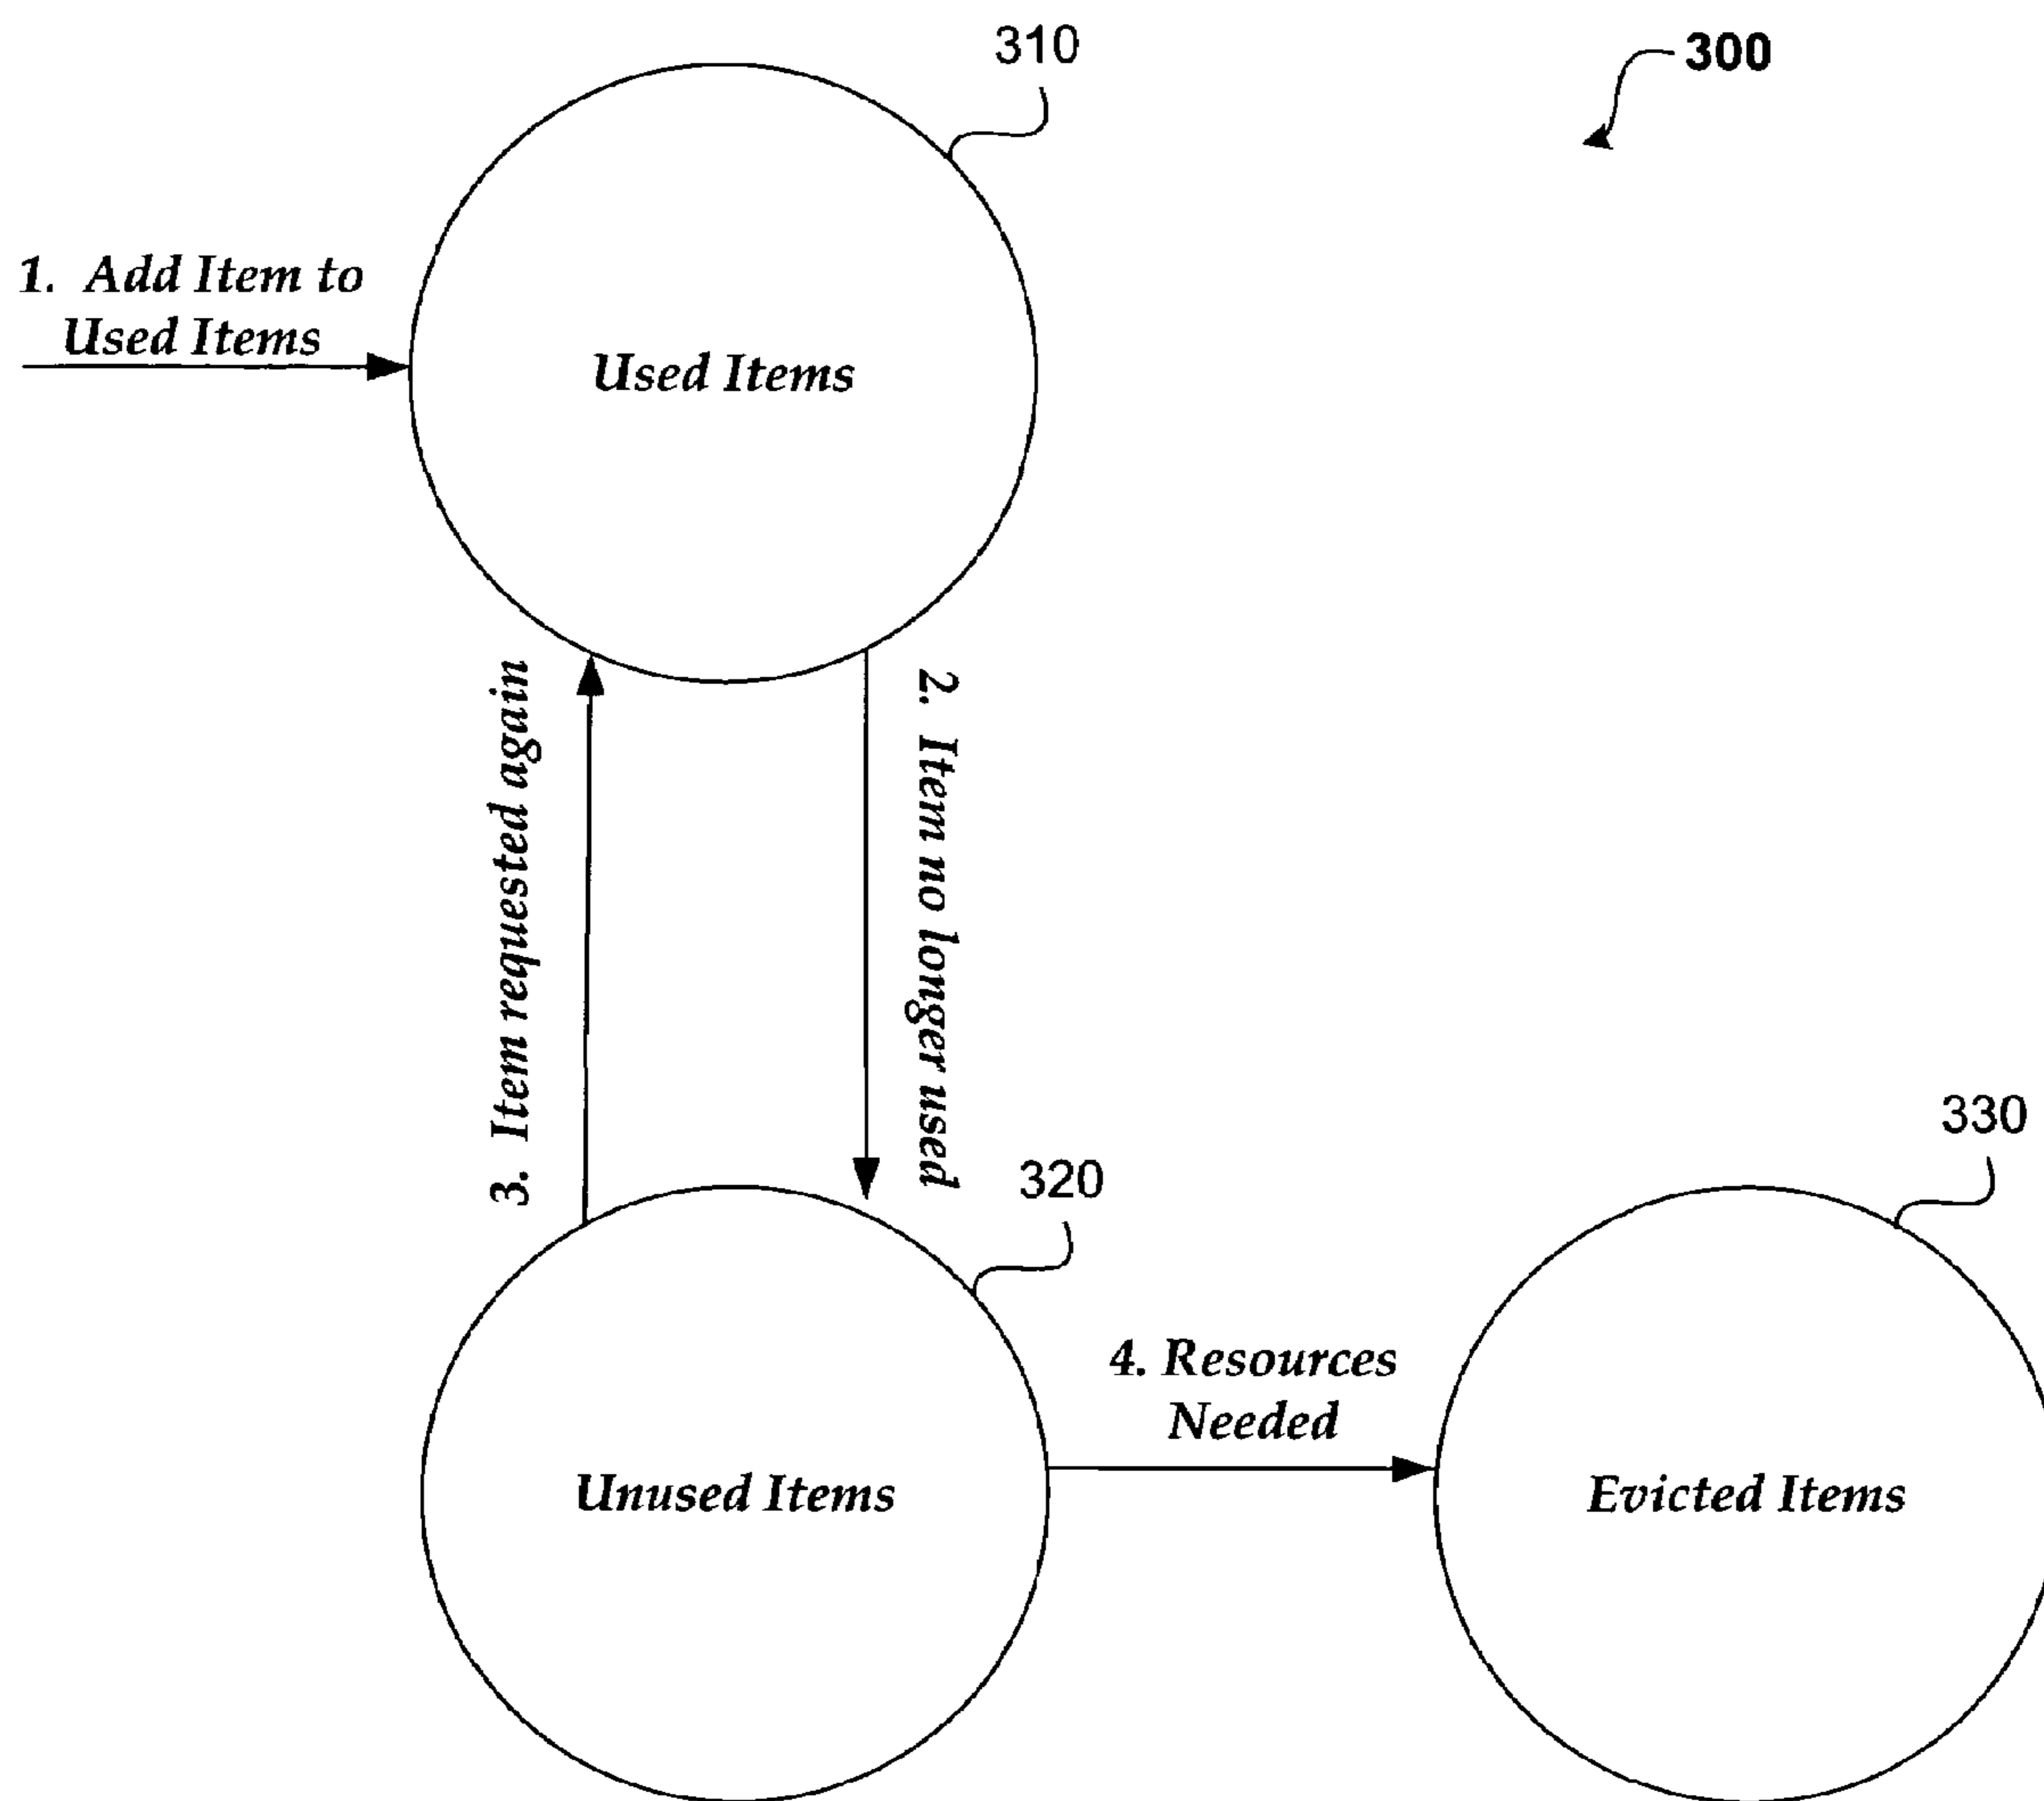 310
300
1. Add Item to
Used Items
Used Items
3. Item requested again
2. Item no longer used
320
330
4. Resources
Needed
Unused Items
Evicted Items